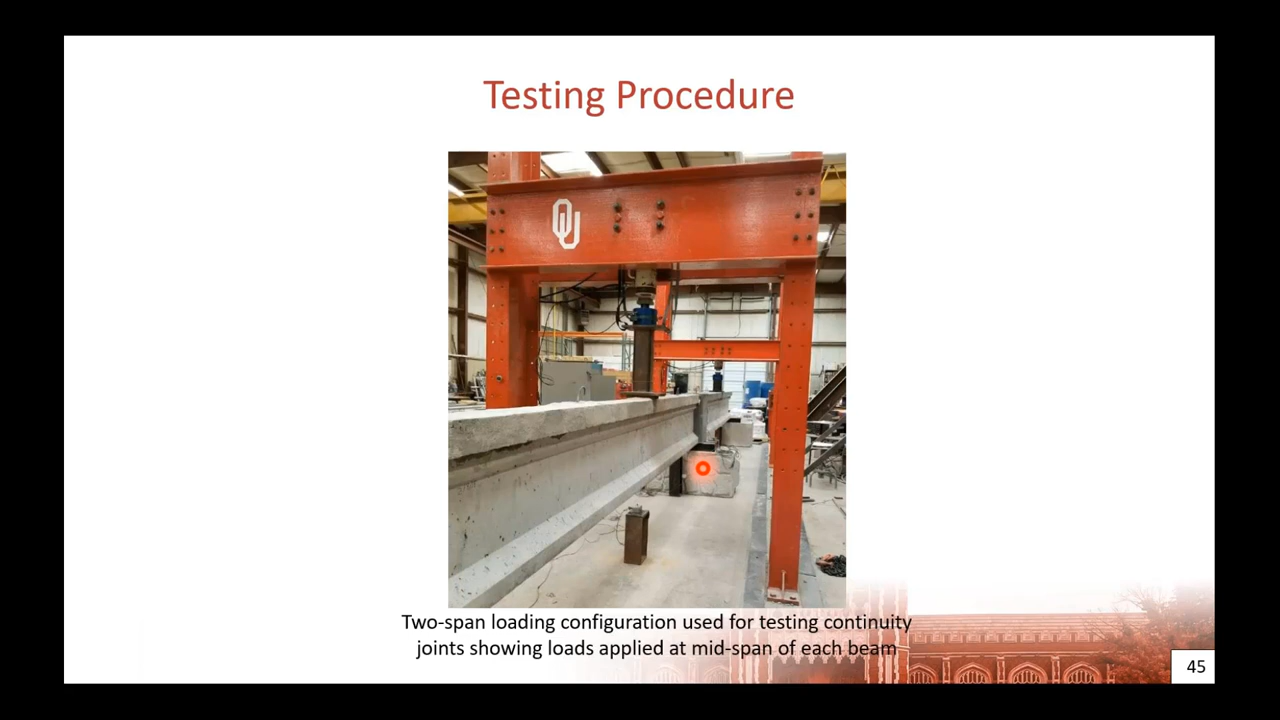 Testing Procedure
OU
Two-span loading configuration used for testing continuity
joints showing loads applied at mid-span of each beam
45